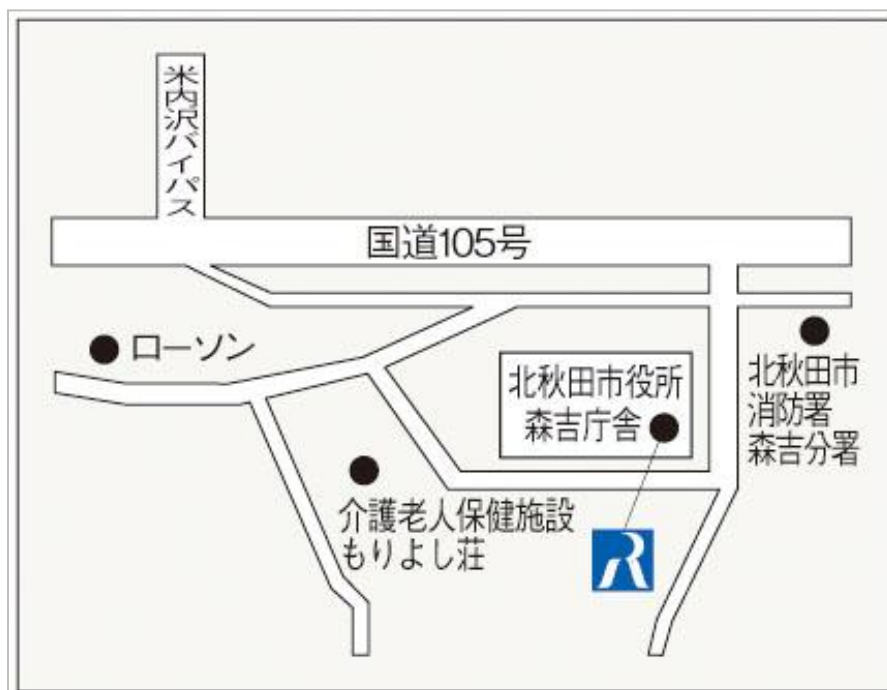 米内沢バイパス
国道105号
ローソン
北秋田市役所
森吉庁舎
北秋田市
消防署
森吉分署
介護老人保健施設
もりよし荘
R